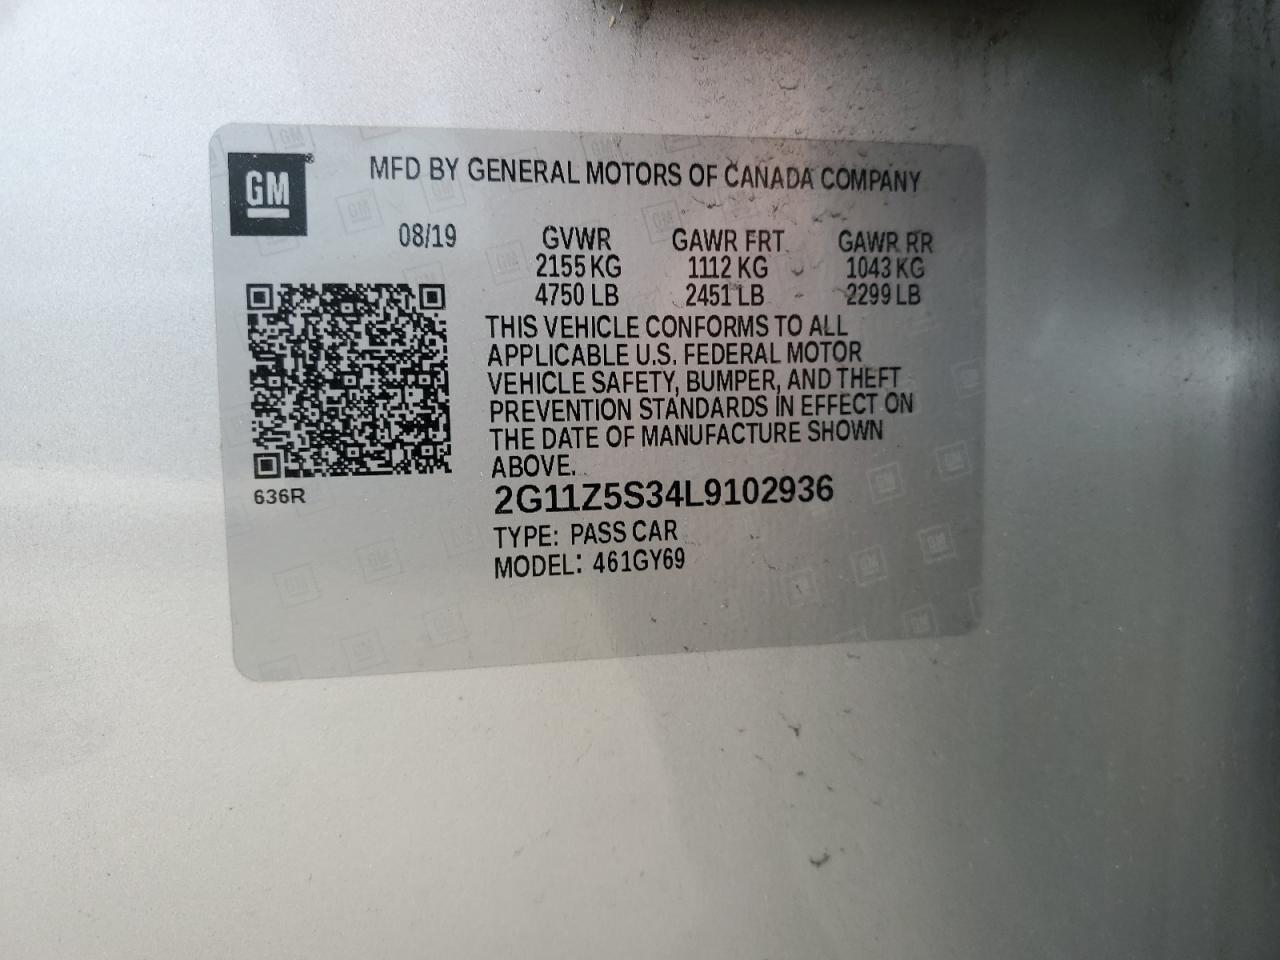 GM
MFD BY GENERAL MOTORS OF CANADA COMPANY
08/19 GVWR GAWR FRT GAWR RR
2155 KG 1112 KG 1043 KG
4750 LB 2451 LB 2299 LB
THIS VEHICLE CONFORMS TO ALL
APPLICABLE U.S. FEDERAL MOTOR
VEHICLE SAFETY, BUMPER, AND THEFT
PREVENTION STANDARDS IN EFFECT ON
THE DATE OF MANUFACTURE SHOWN
ABOVE.
636R
2G11Z5S34L9102936
TYPE: PASS CAR
MODEL: 461GY69